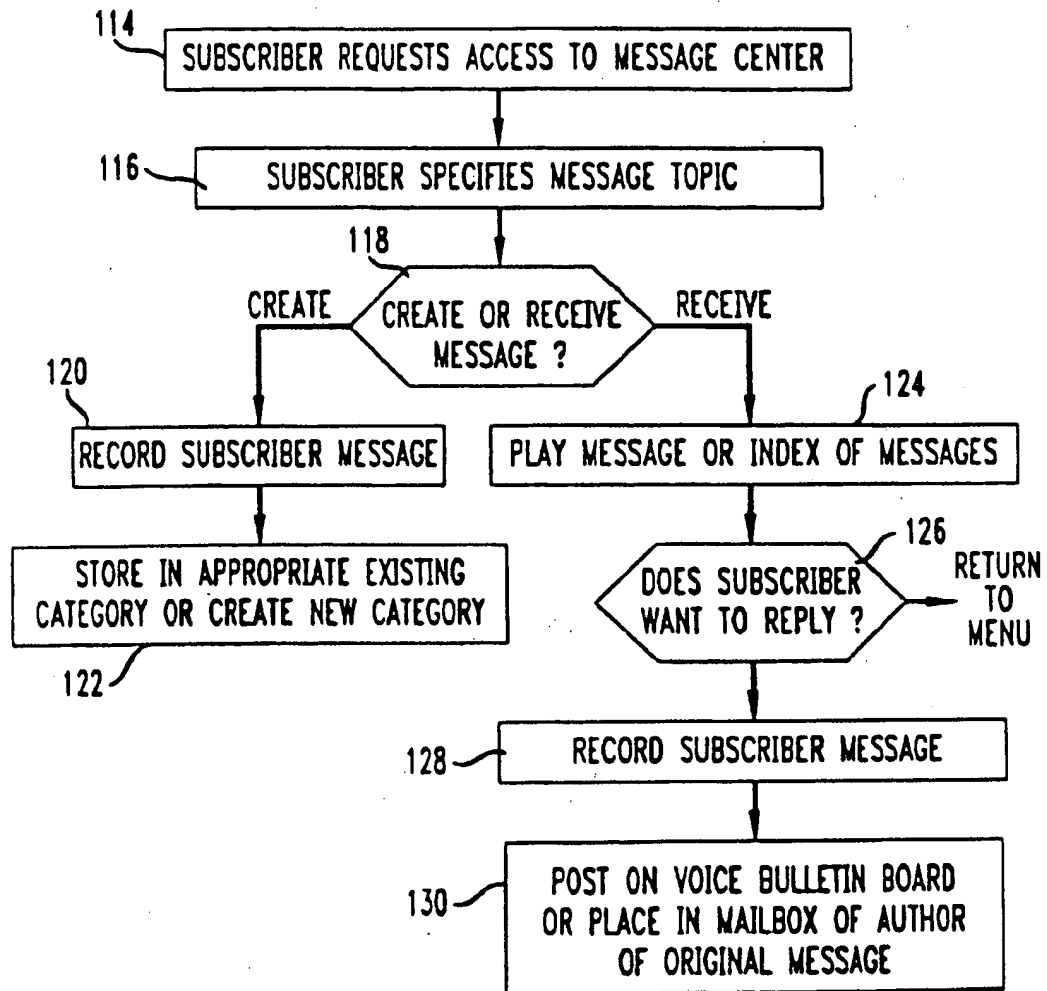 114
SUBSCRIBER REQUESTS ACCESS TO MESSAGE CENTER
116
SUBSCRIBER SPECIFIES MESSAGE TOPIC
118
CREATE
CREATE OR RECEIVE
MESSAGE ?
RECEIVE
120
RECORD SUBSCRIBER MESSAGE
124
PLAY MESSAGE OR INDEX OF MESSAGES
STORE IN APPROPRIATE EXISTING
CATEGORY OR CREATE NEW CATEGORY
122
126
DOES SUBSCRIBER
WANT TO REPLY ?
RETURN
TO
MENU
128
RECORD SUBSCRIBER MESSAGE
130
POST ON VOICE BULLETIN BOARD
OR PLACE IN MAILBOX OF AUTHOR
OF ORIGINAL MESSAGE